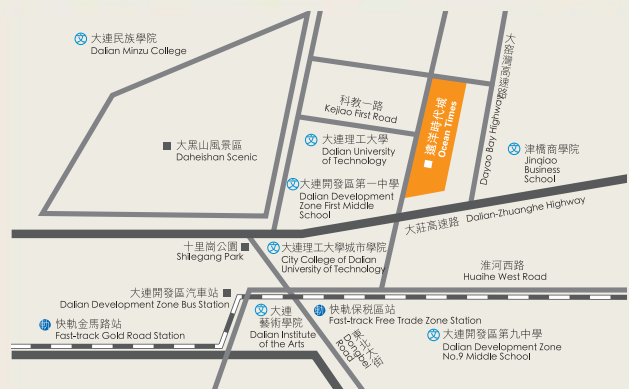 大連民族學院
Dalian Minzu College
大窑灣高速路
Dayao Bay Highway
科教一路
Kejiao First Road
遠洋時代城
Ocean Times
大黑山風景區
Daheishan Scenic
大連理工大學
Dalian University
of Technology
津橋商學院
Jinqiao
Business
School
大連開發區第一中學
Dalian Development
Zone First Middle
School
大莊高速路 Dalian-Zhuanghe Highway
十里崗公園
Shilegang Park
大連理工大學城市學院
City College of Dalian
University of Technology
淮河西路
Huaihe West Road
大連開發區汽車站
Dalian Development Zone Bus Station
大連
藝術學院
Dalian Institute
of the Arts
快軌保税區站
Fast-track Free Trade Zone Station
快軌金馬路站
Fast-track Gold Road Station
東北大街
Dongbei
Road
大連開發區第九中學
Dalian Development Zone
No.9 Middle School